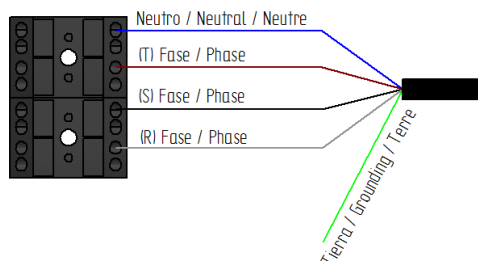 Neutro / Neutral / Neutre
(T) Fase / Phase
(S) Fase / Phase
(R) Fase / Phase
Tierra / Grounding / Terre